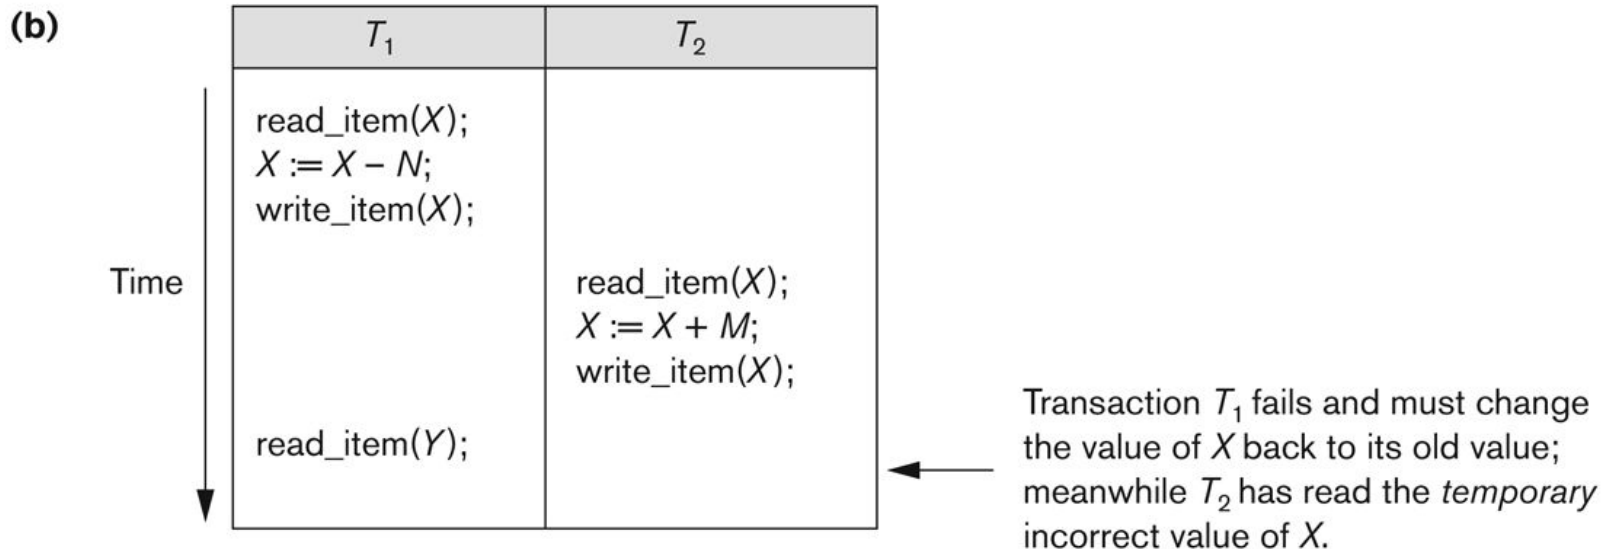 (b)
T₁ T₂
read_item(X);
X := X – N;
write_item(X);
Time
read_item(X);
X := X + M;
write_item(X);
read_item(Y);
Transaction T₁ fails and must change
the value of X back to its old value;
meanwhile T₂ has read the temporary
incorrect value of X.